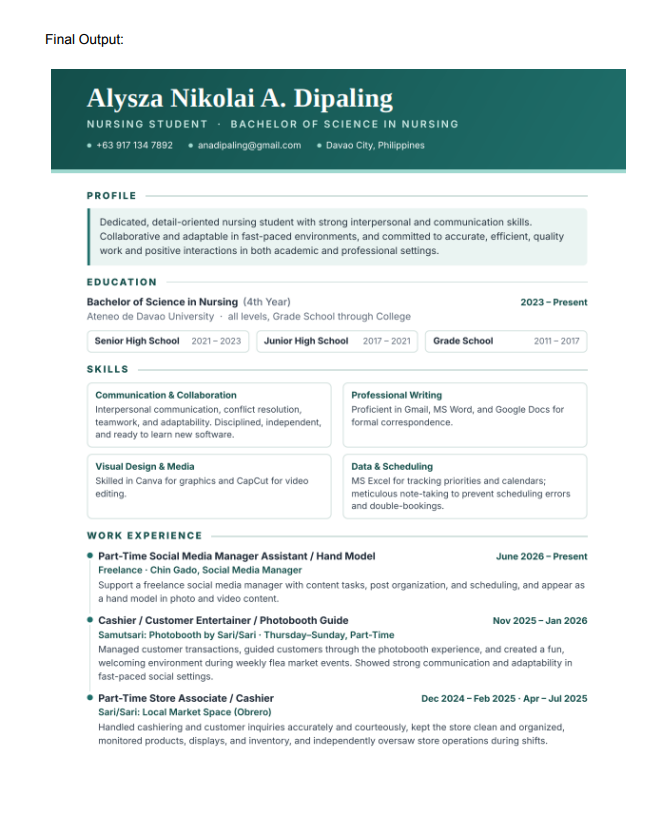 Final Output:
Alysza Nikolai A. Dipaling
NURSING STUDENT · BACHELOR OF SCIENCE IN NURSING
+63 917 134 7892 anadipaling@gmail.com Davao City, Philippines
PROFILE
Dedicated, detail-oriented nursing student with strong interpersonal and communication skills.
Collaborative and adaptable in fast-paced environments, and committed to accurate, efficient, quality
work and positive interactions in both academic and professional settings.
EDUCATION
Bachelor of Science in Nursing (4th Year) 2023 – Present
Ateneo de Davao University · all levels, Grade School through College
Senior High School 2021 – 2023 Junior High School 2017 – 2021 Grade School 2011 – 2017
SKILLS
Communication & Collaboration
Interpersonal communication, conflict resolution,
teamwork, and adaptability. Disciplined, independent,
and ready to learn new software.
Professional Writing
Proficient in Gmail, MS Word, and Google Docs for
formal correspondence.
Visual Design & Media
Skilled in Canva for graphics and CapCut for video
editing.
Data & Scheduling
MS Excel for tracking priorities and calendars;
meticulous note-taking to prevent scheduling errors
and double-bookings.
WORK EXPERIENCE
Part-Time Social Media Manager Assistant / Hand Model June 2026 – Present
Freelance · Chin Gado, Social Media Manager
Support a freelance social media manager with content tasks, post organization, and scheduling, and appear as
a hand model in photo and video content.
Cashier / Customer Entertainer / Photobooth Guide Nov 2025 – Jan 2026
Samutsari: Photobooth by Sari/Sari · Thursday–Sunday, Part-Time
Managed customer transactions, guided customers through the photobooth experience, and created a fun,
welcoming environment during weekly flea market events. Showed strong communication and adaptability in
fast-paced social settings.
Part-Time Store Associate / Cashier Dec 2024 – Feb 2025 · Apr – Jul 2025
Sari/Sari: Local Market Space (Obrero)
Handled cashiering and customer inquiries accurately and courteously, kept the store clean and organized,
monitored products, displays, and inventory, and independently oversaw store operations during shifts.